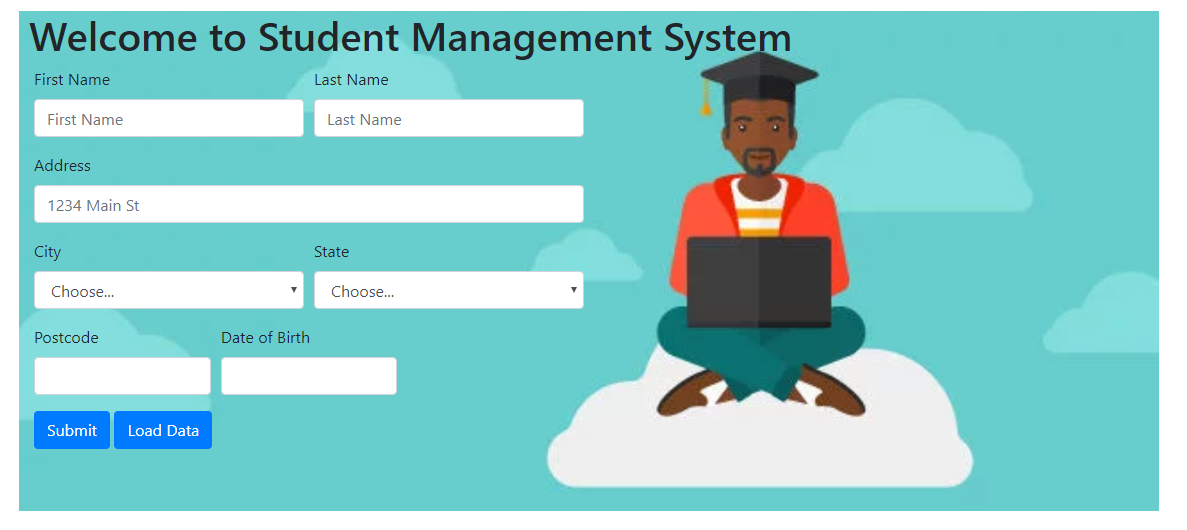 Welcome to Student Management System
First Name Last Name
First Name Last Name
Address
1234 Main St
City State
Choose... Choose...
Postcode Date of Birth
Submit Load Data